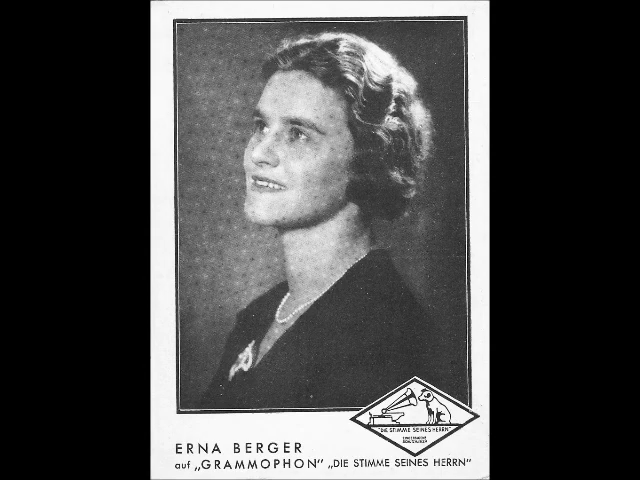 "DIE STIMME SEINES HERRN"
ERNA BERGER
auf „GRAMMOPHON" „DIE STIMME SEINES HERRN"